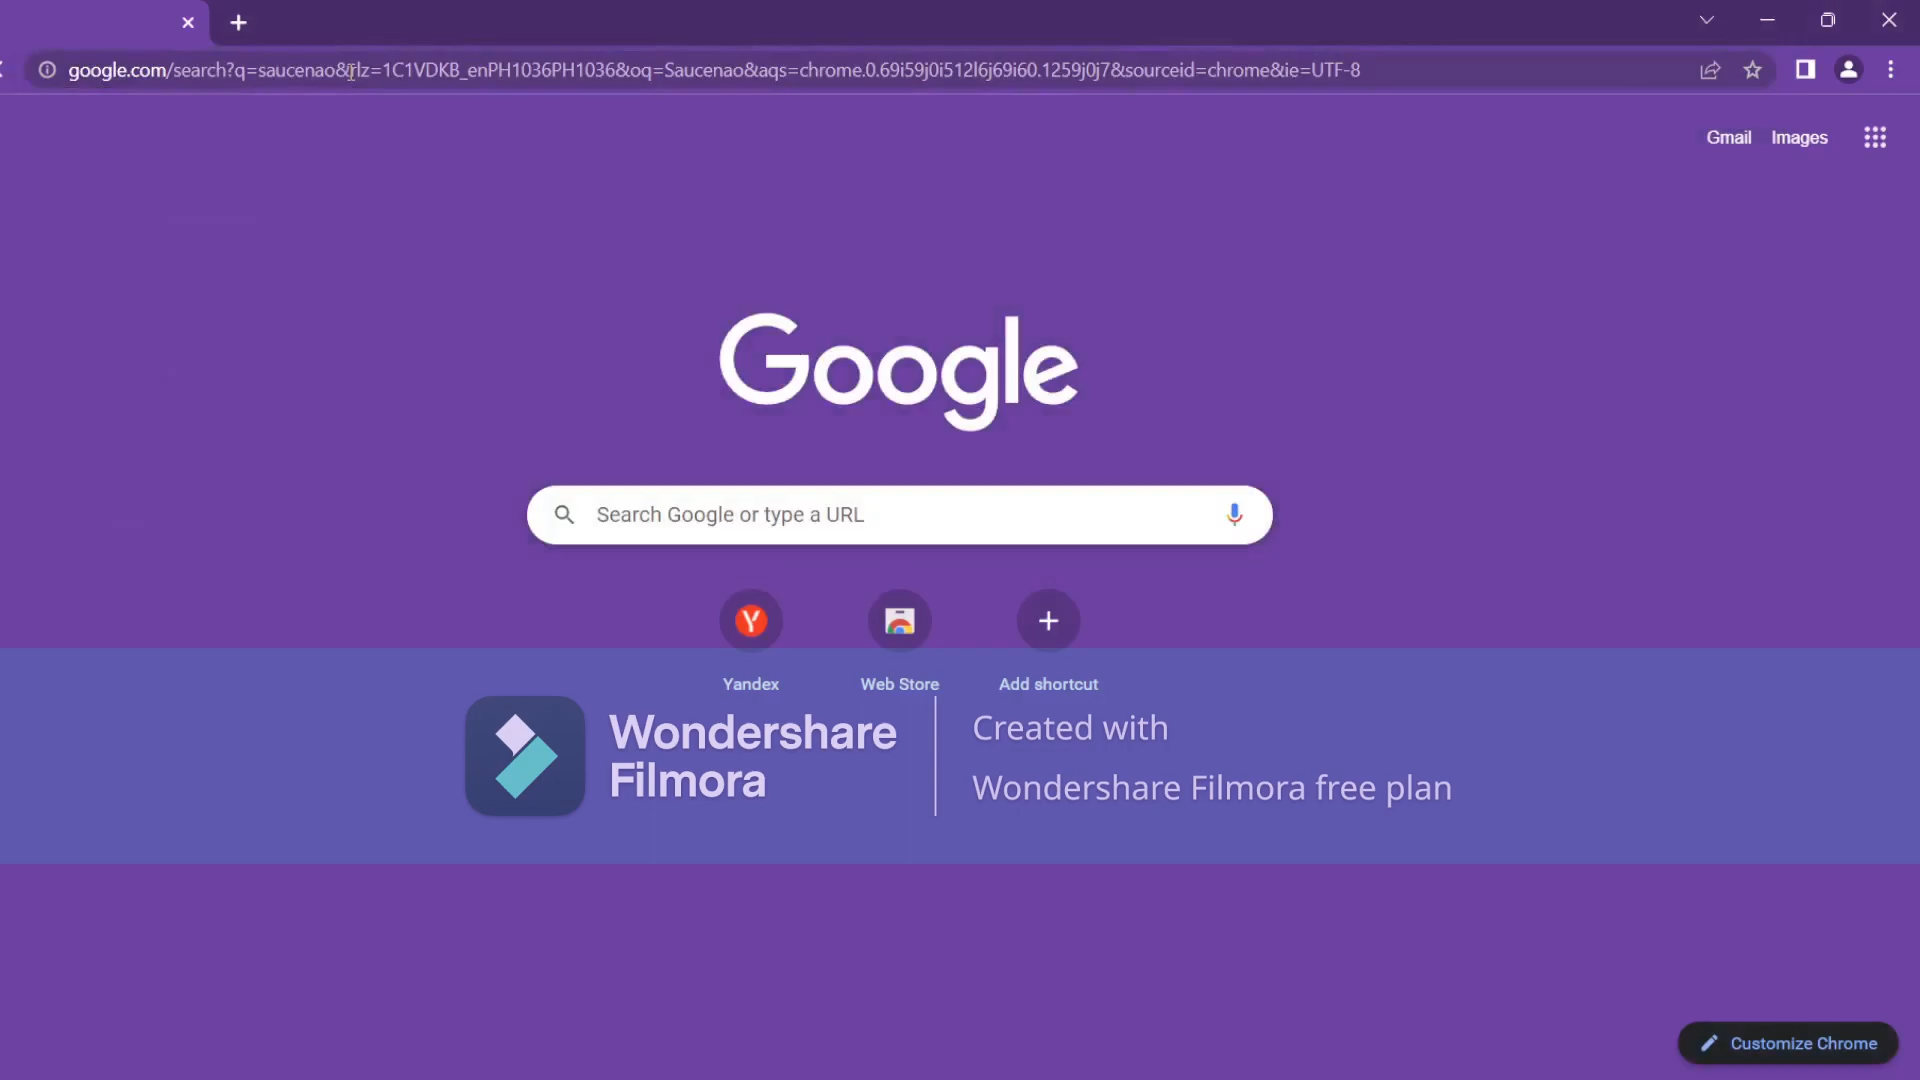 google.com/search?q=saucenao&rlz=1C1VDKB_enPH1036PH1036&oq=Saucenao&aqs=chrome.0.69i59j0i512l6j69i60.1259j0j7&sourceid=chrome&ie=UTF-8
Gmail Images
Google
Search Google or type a URL
Yandex Web Store Add shortcut
Wondershare
Filmora
Created with
Wondershare Filmora free plan
Customize Chrome